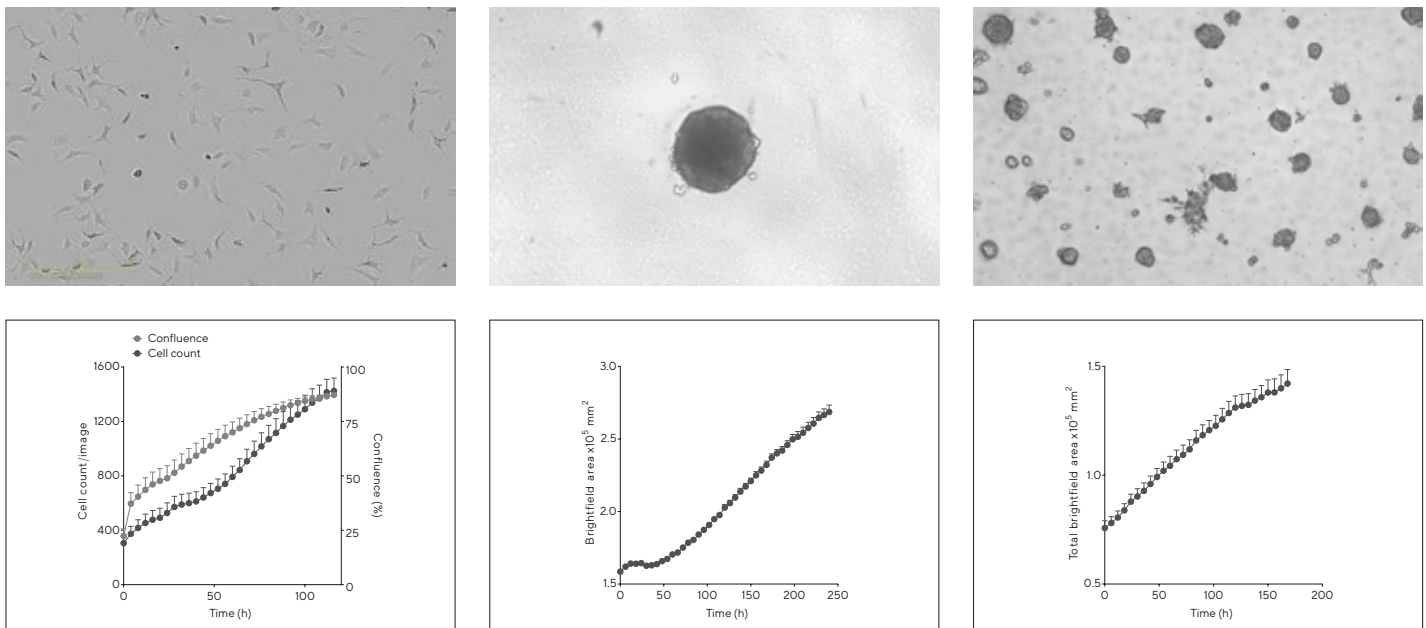 Confluence
Cell count
1600
1200
800
400
0
Cell count/image
100
75
50
25
0
Confluence (%)
0 50 100
Time (h)
3.0
2.5
2.0
1.5
Brightfield area x10⁵ mm²
0 50 100 150 200 250
Time (h)
1.5
1.0
0.5
Total brightfield area x10⁵ mm²
0 50 100 150 200
Time (h)